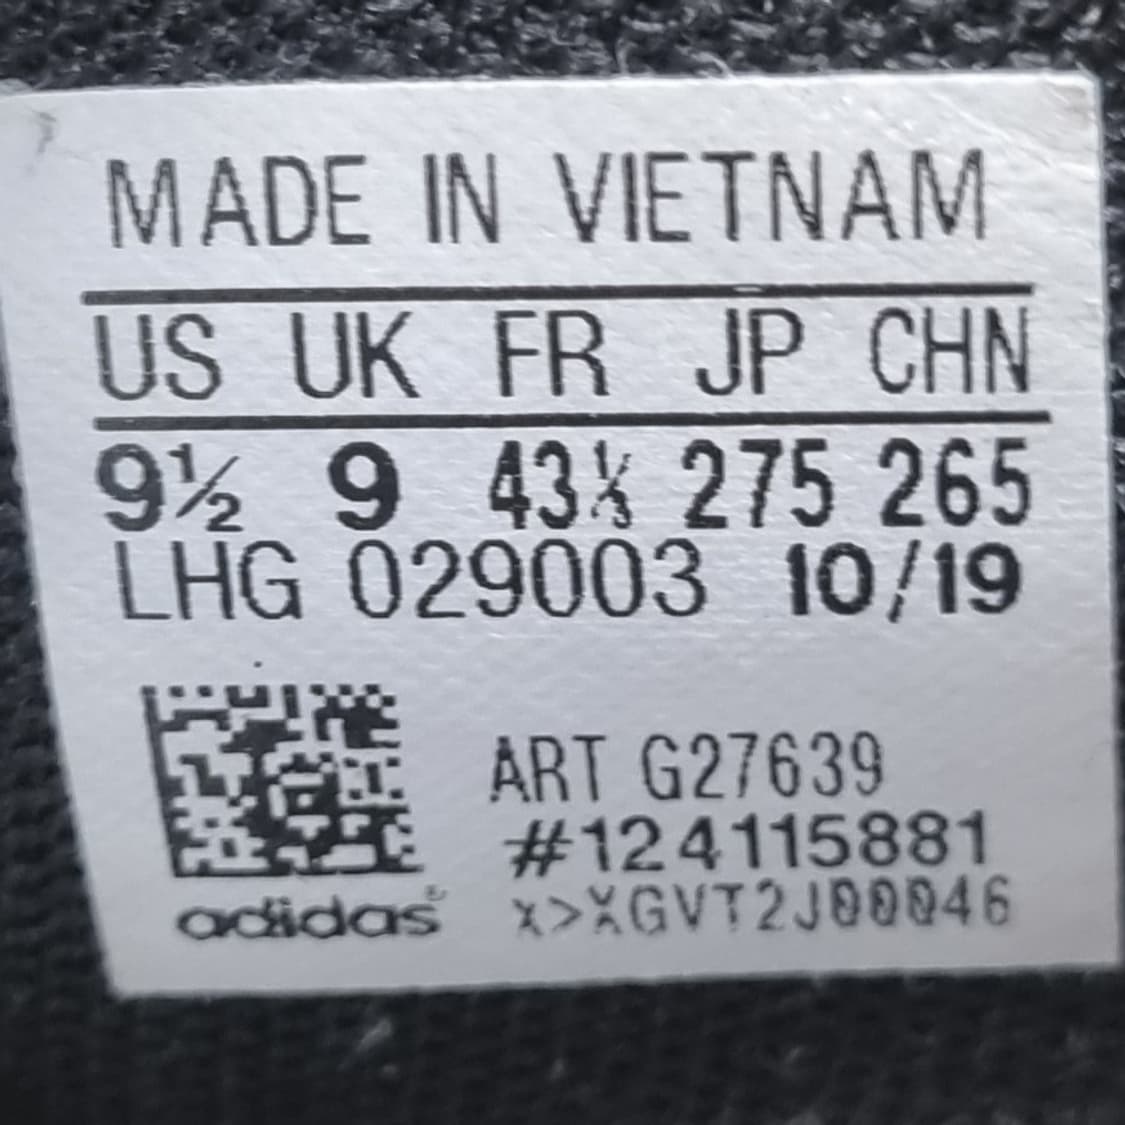 MADE IN VIETNAM
US UK FR JP CHN
9½ 9 43⅓ 275 265
LHG 029003 10/19
ART G27639
#124115881
adidas® X>XGVT2J00046